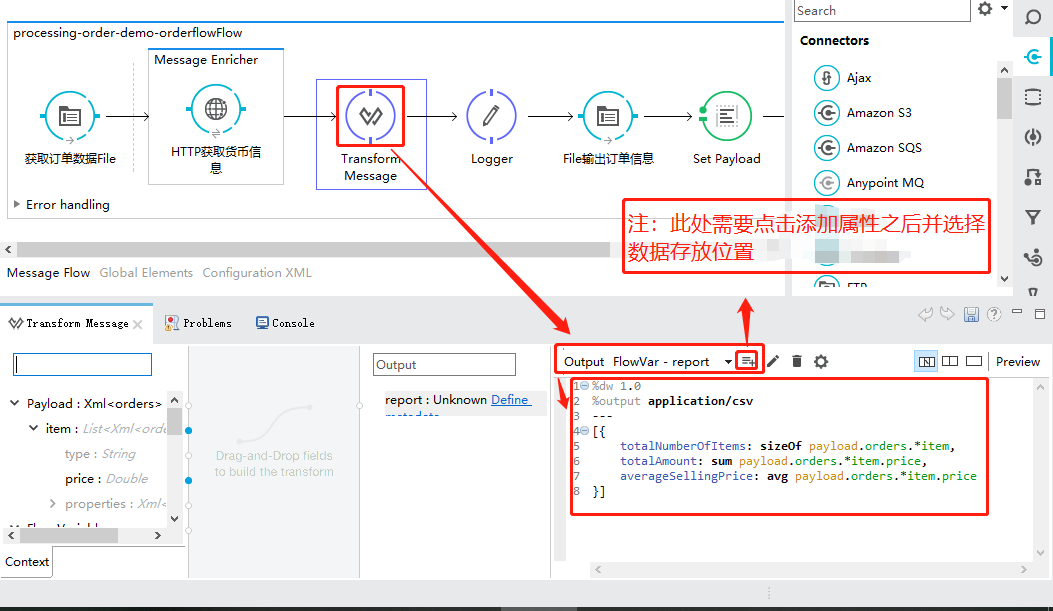 processing-order-demo-orderflowFlow
Message Enricher
获取订单数据File
HTTP获取货币信
息
Transform
Message
Logger
File输出订单信息
Set Payload
Error handling
Search
Connectors
Ajax
Amazon S3
Amazon SQS
Anypoint MQ
FTP
注：此处需要点击添加属性之后并选择
数据存放位置
Message Flow Global Elements Configuration XML
Transform Message Problems Console
Payload : Xml<orders>
item : List<Xml<orde
type : String
price : Double
properties : Xml<
Context
Drag-and-Drop fields
to build the transform
Output
report : Unknown Define
metadata
Output FlowVar - report
Preview
1 %dw 1.0
2 %output application/csv
3 ---
4 [{
5 totalNumberOfItems: sizeOf payload.orders.*item,
6 totalAmount: sum payload.orders.*item.price,
7 averageSellingPrice: avg payload.orders.*item.price
8 }]